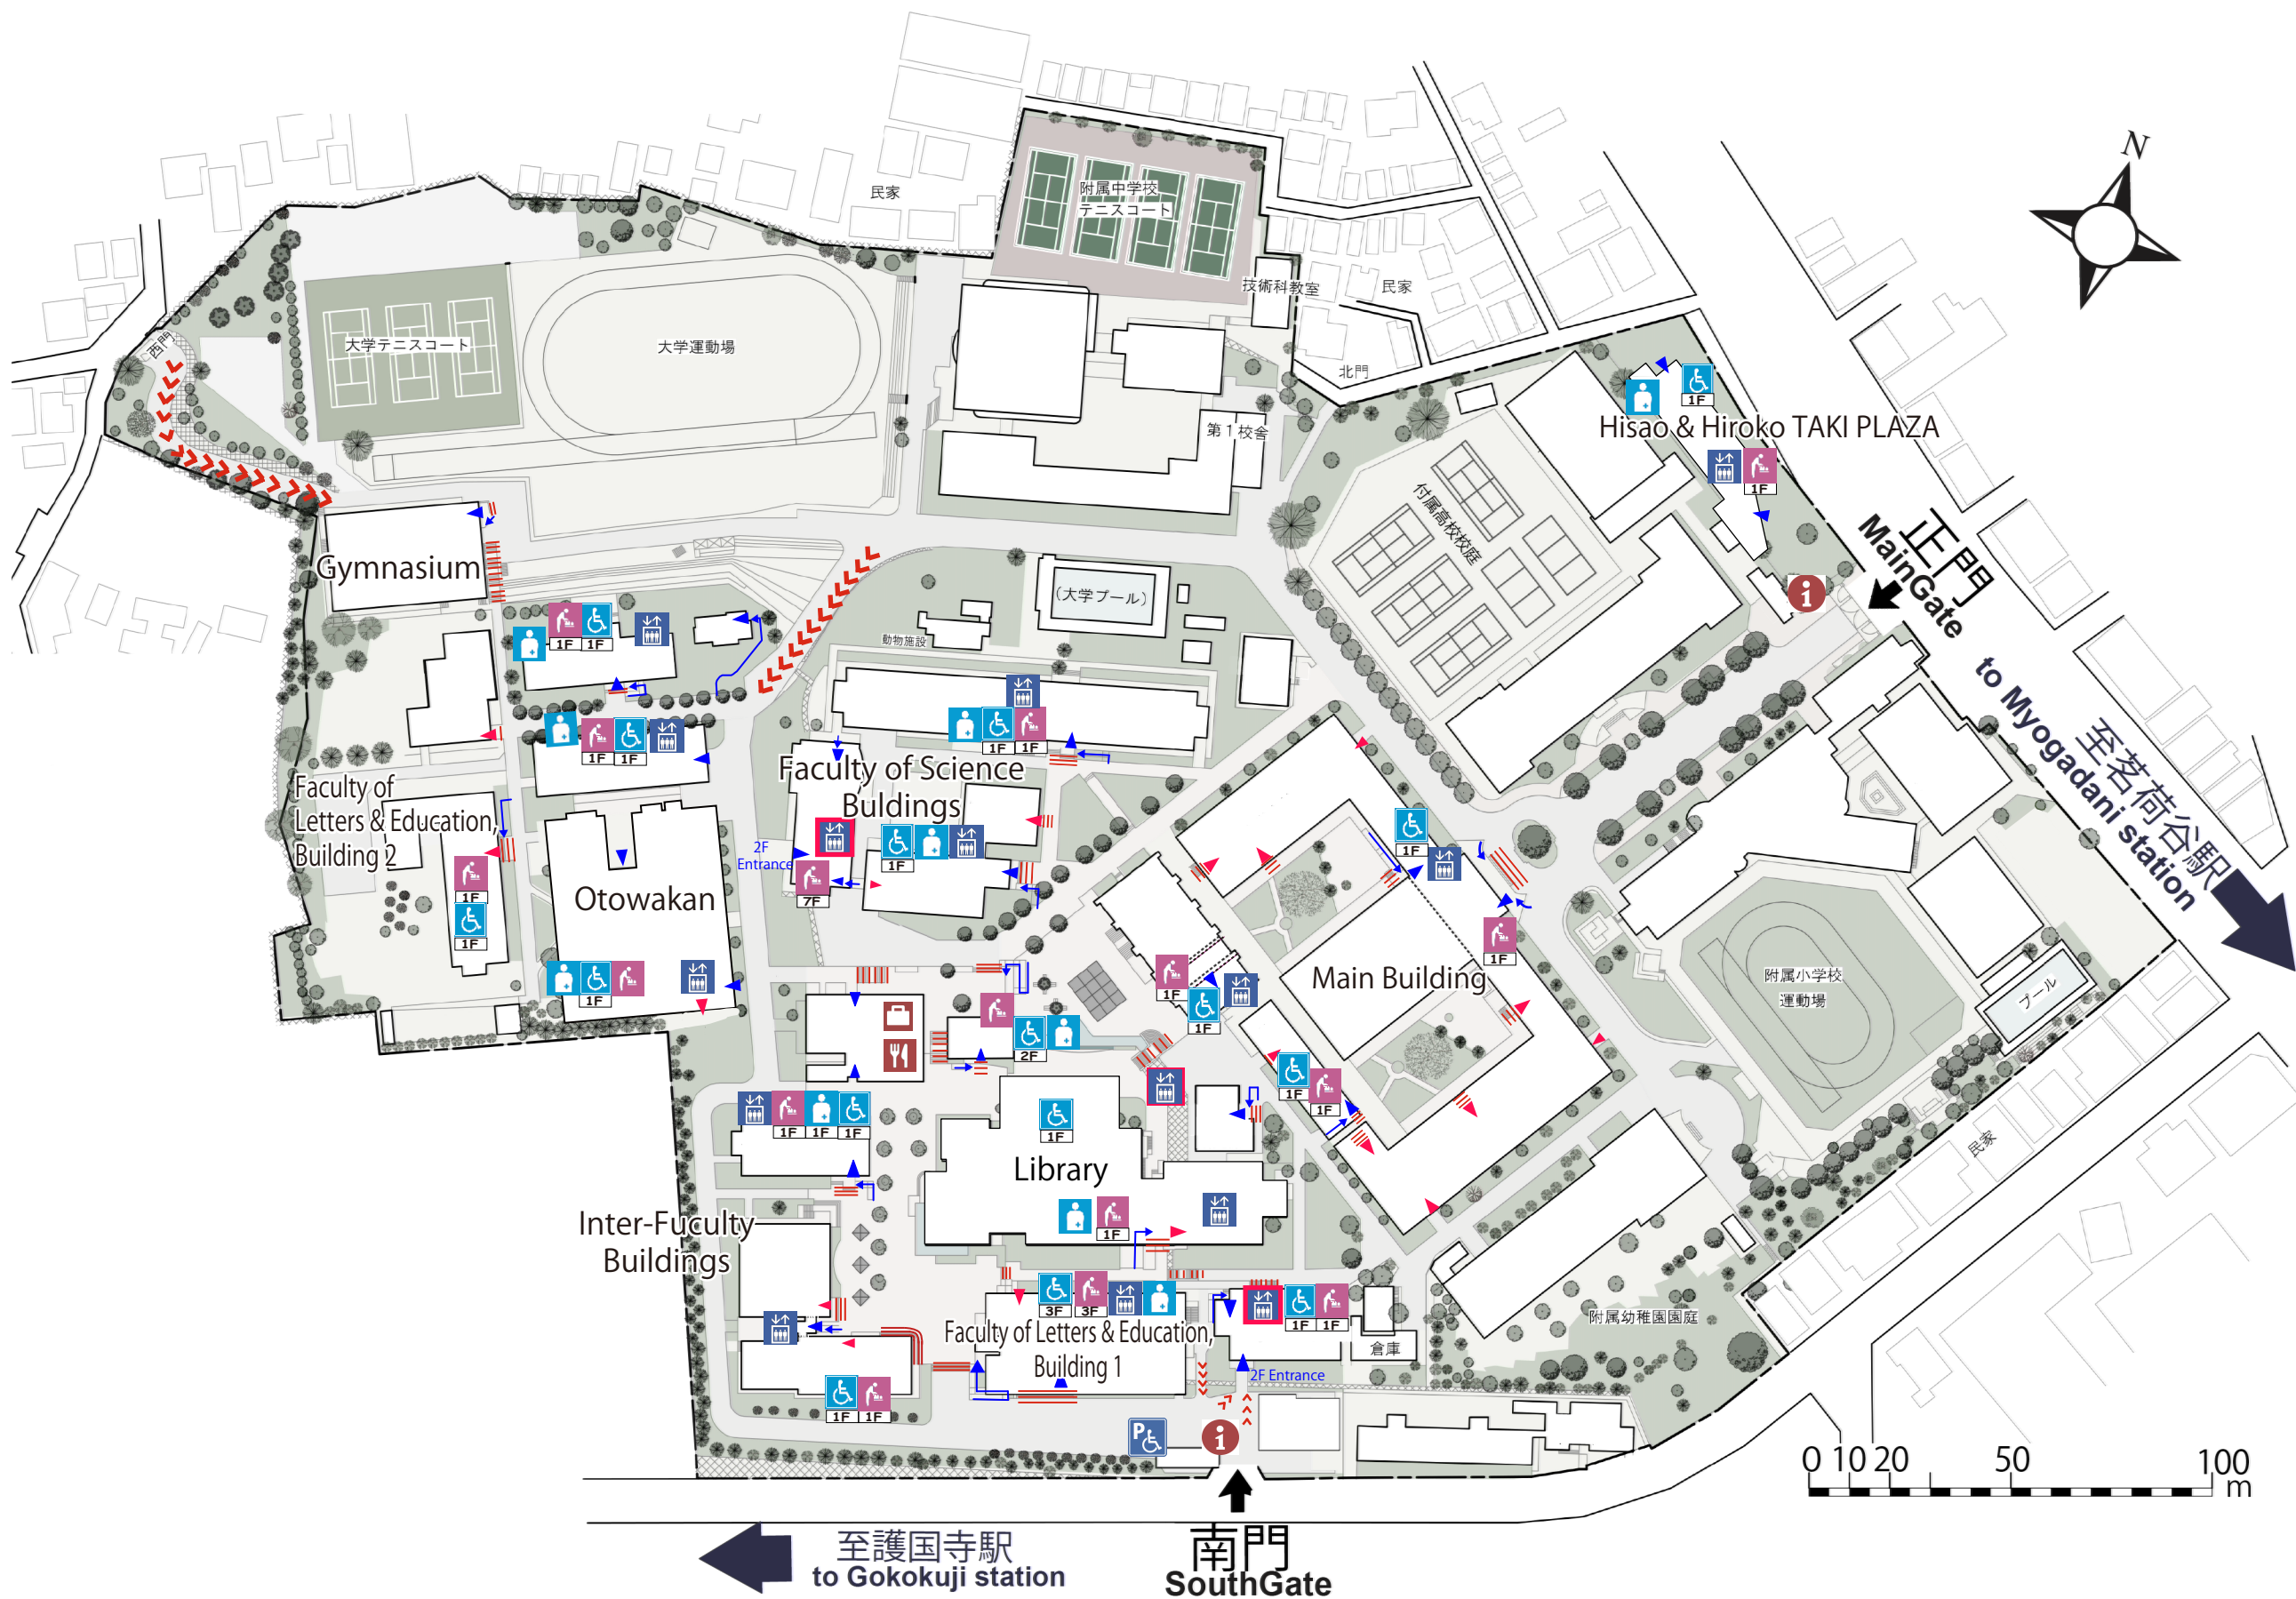 N
民家
附属中学校
テニスコート
技術科教室
民家
北門
西門
大学テニスコート
大学運動場
第１校舎
1F
Hisao & Hiroko TAKI PLAZA
1F
付属高校校庭
正門
MainGate
to Myogadani station
至茗荷谷駅
Gymnasium
(大学プール)
動物施設
1F
1F
1F
1F
1F
1F
Faculty of Science
Buldings
Faculty of
Letters & Education,
Building 2
2F
Entrance
1F
7F
1F
1F
1F
1F
Otowakan
Main Building
1F
附属小学校
運動場
プール
1F
1F
1F
2F
1F
1F
1F
1F
1F
1F
Library
民家
1F
Inter-Fuculty
Buildings
3F
3F
1F
1F
Faculty of Letters & Education,
Building 1
倉庫
附属幼稚園園庭
2F Entrance
1F
1F
P
i
i
0 10 20 50 100
m
至護国寺駅
to Gokokuji station
南門
SouthGate